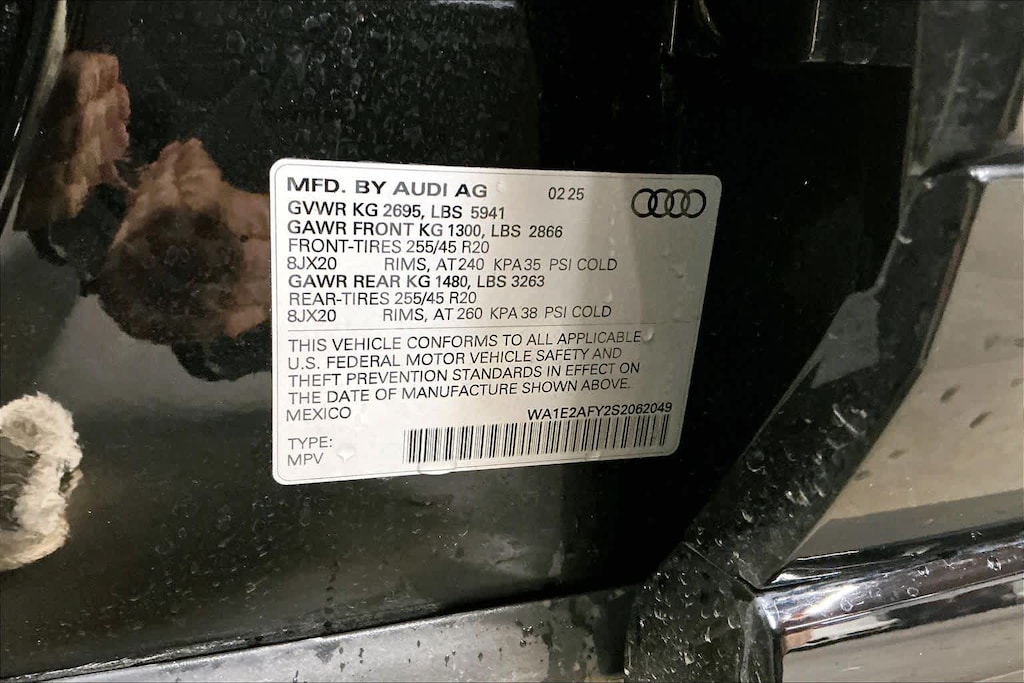 MFD. BY AUDI AG 02 25
GVWR KG 2695, LBS 5941
GAWR FRONT KG 1300, LBS 2866
FRONT-TIRES 255/45 R20
8JX20 RIMS, AT 240 KPA 35 PSI COLD
GAWR REAR KG 1480, LBS 3263
REAR-TIRES 255/45 R20
8JX20 RIMS, AT 260 KPA 38 PSI COLD
THIS VEHICLE CONFORMS TO ALL APPLICABLE
U.S. FEDERAL MOTOR VEHICLE SAFETY AND
THEFT PREVENTION STANDARDS IN EFFECT ON
THE DATE OF MANUFACTURE SHOWN ABOVE.
MEXICO WA1E2AFY2S2062049
TYPE:
MPV